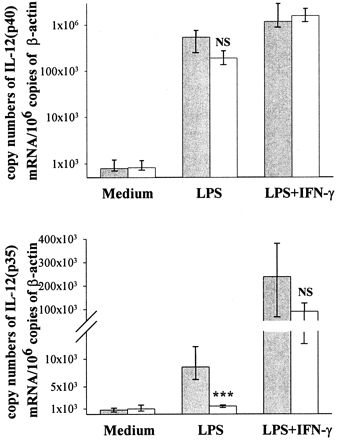 copy numbers of IL-12(p40)
mRNA/10⁶ copies of β-actin
1x10⁶
100x10³
10x10³
1x10³
NS
Medium LPS LPS+IFN-γ
copy numbers of IL-12(p35)
mRNA/10⁶ copies of β-actin
400x10³
300x10³
200x10³
100x10³
10x10³
5x10³
1x10³
NS
***
Medium LPS LPS+IFN-γ